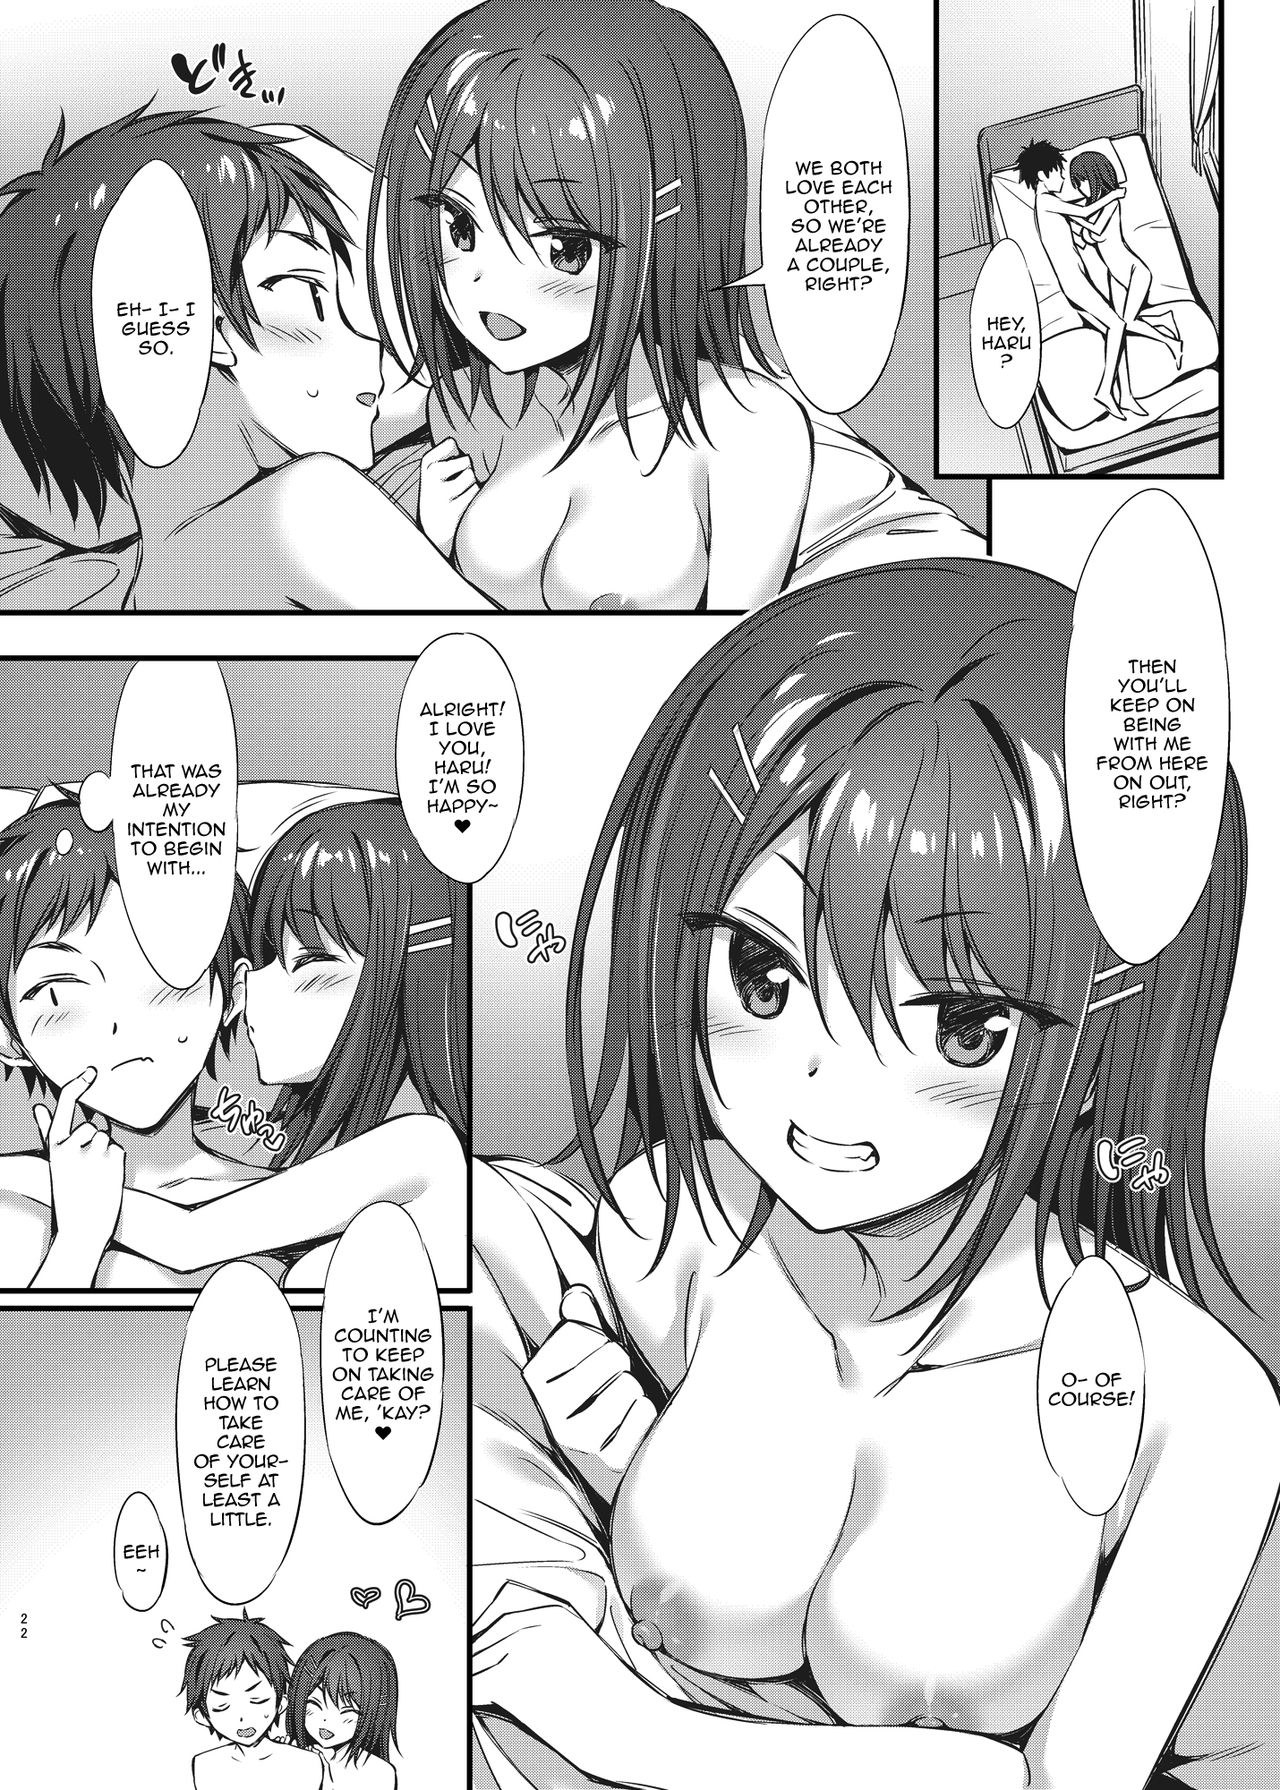 HEY,
HARU
?
WE BOTH
LOVE EACH
OTHER,
SO WE'RE
ALREADY
A COUPLE,
RIGHT?
どきッ
EH- I- I
GUESS
SO.
THEN
YOU'LL
KEEP ON
BEING
WITH ME
FROM HERE
ON OUT,
RIGHT?
にゃ
にゃ
O- OF
COURSE!
ALRIGHT!
I LOVE
YOU,
HARU!
I'M SO
HAPPY~
♥
THAT WAS
ALREADY
MY
INTENTION
TO BEGIN
WITH...
I'M
COUNTING
TO KEEP
ON TAKING
CARE OF
ME, 'KAY?
♥
PLEASE
LEARN
HOW TO
TAKE
CARE
OF YOUR-
SELF AT
LEAST A
LITTLE.
EEH
~
22